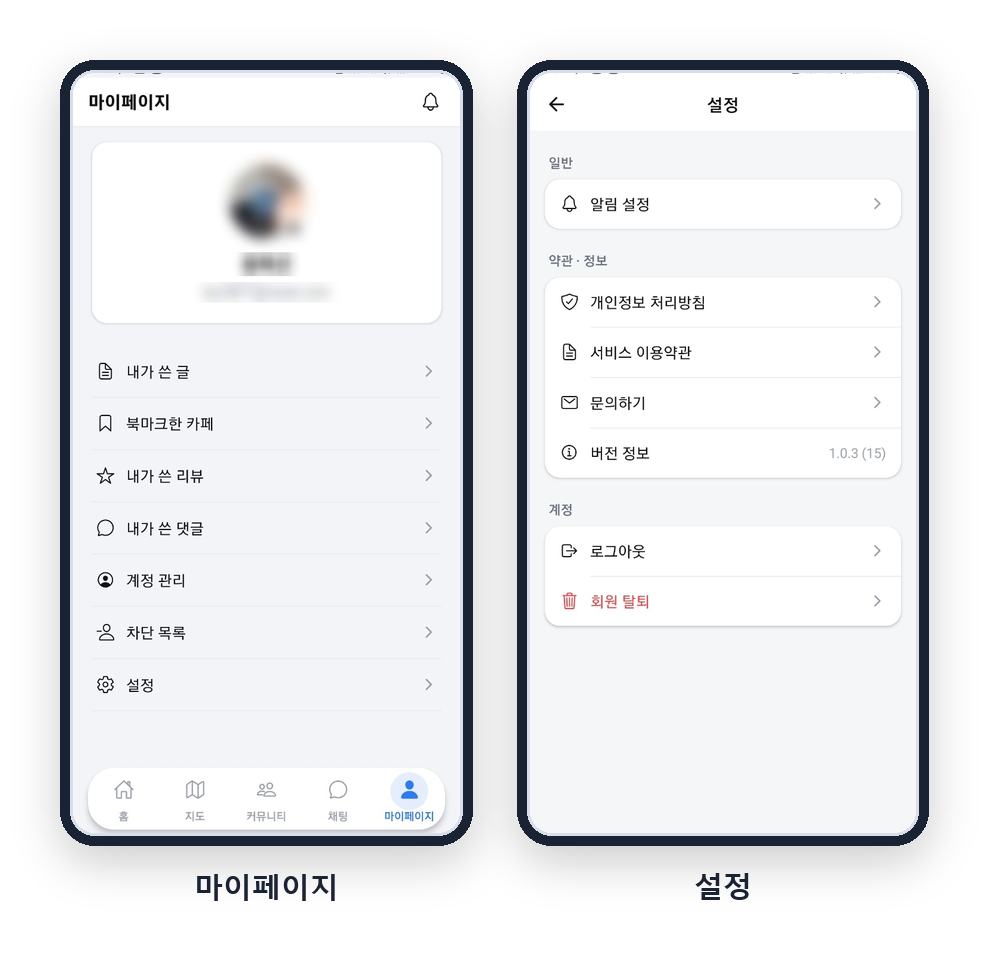 마이페이지
내가 쓴 글
북마크한 카페
내가 쓴 리뷰
내가 쓴 댓글
계정 관리
차단 목록
설정
홈 지도 커뮤니티 채팅 마이페이지
마이페이지
설정
일반
알림 설정
약관 · 정보
개인정보 처리방침
서비스 이용약관
문의하기
버전 정보 1.0.3 (15)
계정
로그아웃
회원 탈퇴
설정